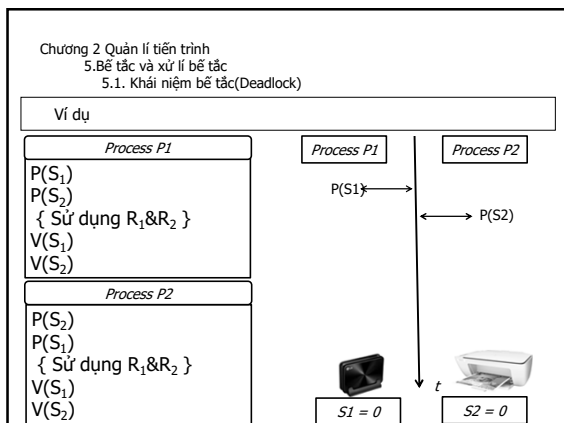 Chương 2 Quản lí tiến trình
5.Bế tắc và xử lí bế tắc
5.1. Khái niệm bế tắc(Deadlock)
Ví dụ
Process P1
P(S₁)
P(S₂)
{ Sử dụng R₁&R₂ }
V(S₁)
V(S₂)
Process P2
P(S₂)
P(S₁)
{ Sử dụng R₁&R₂ }
V(S₁)
V(S₂)
Process P1
Process P2
P(S1)
P(S2)
t
S1 = 0
S2 = 0